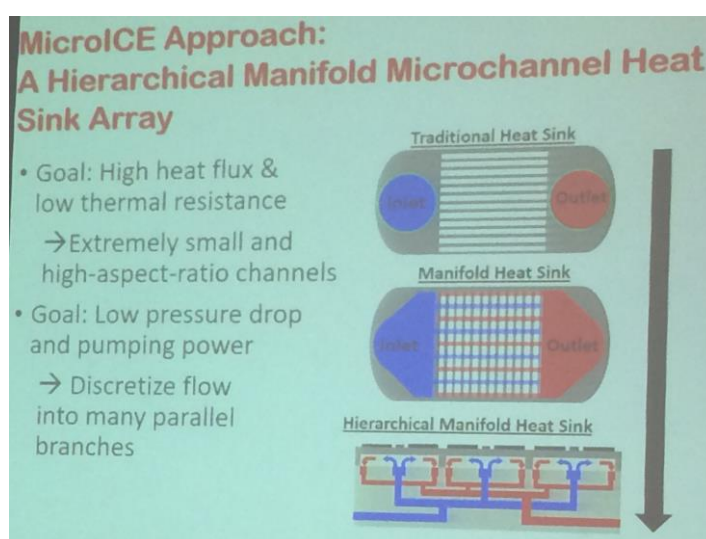 MicroICE Approach:
A Hierarchical Manifold Microchannel Heat
Sink Array
• Goal: High heat flux &
low thermal resistance
→Extremely small and
high-aspect-ratio channels
• Goal: Low pressure drop
and pumping power
→ Discretize flow
into many parallel
branches
Traditional Heat Sink
Inlet
Outlet
Manifold Heat Sink
Inlet
Outlet
Hierarchical Manifold Heat Sink